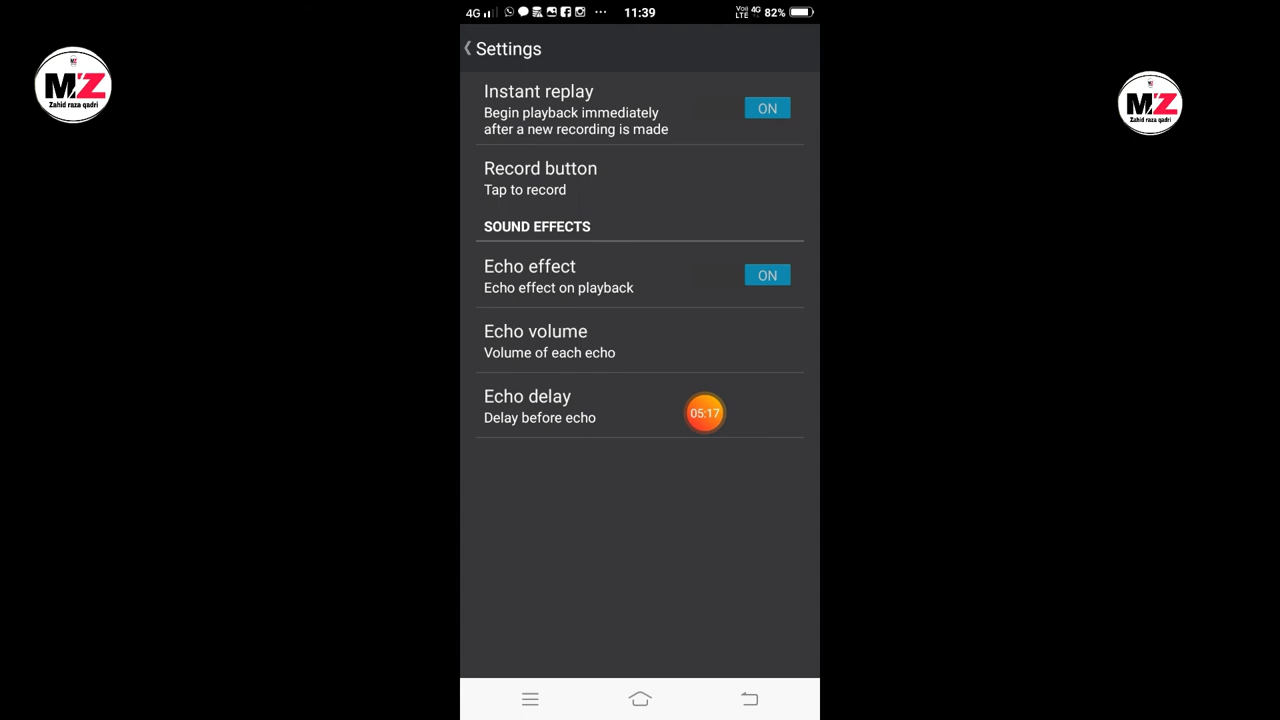 4G
11:39
VoLTE 4G 82%
MZ
Zahid raza qadri
MZ
Zahid raza qadri
Settings
Instant replay
Begin playback immediately
after a new recording is made
ON
Record button
Tap to record
SOUND EFFECTS
Echo effect
Echo effect on playback
ON
Echo volume
Volume of each echo
Echo delay
Delay before echo
05:17